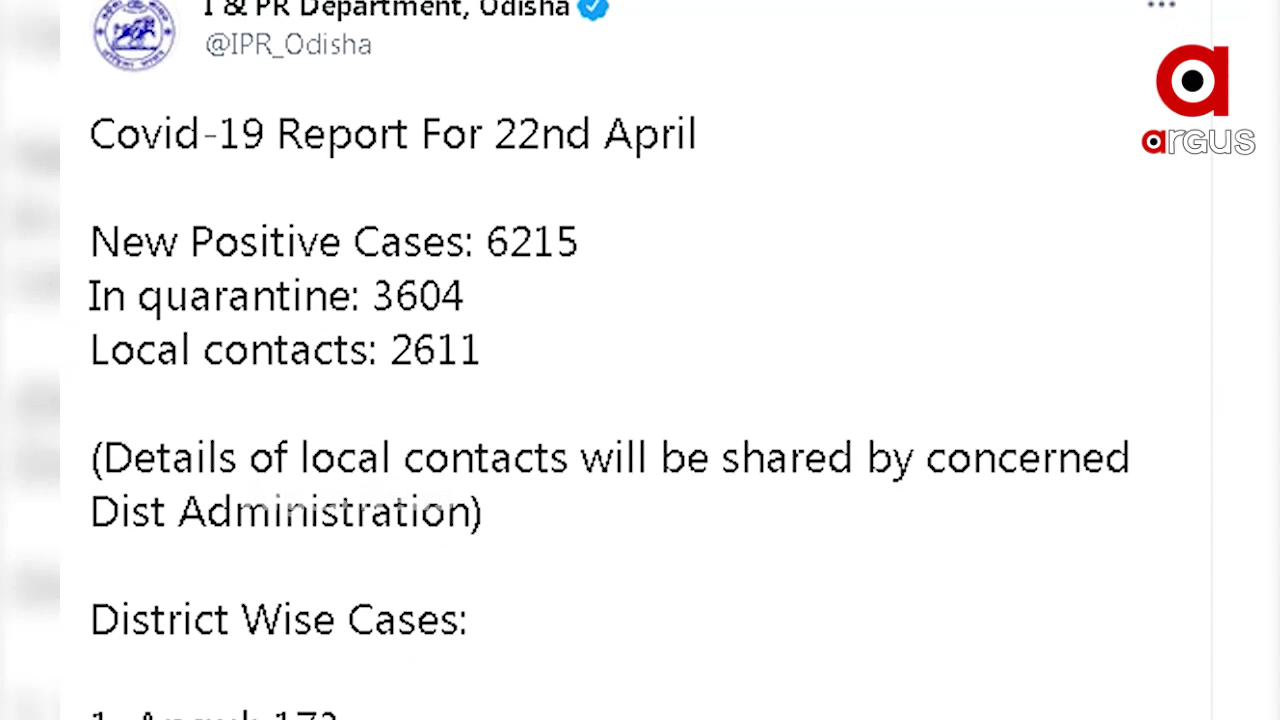 I & PR Department, Odisha
@IPR_Odisha
argus
Covid-19 Report For 22nd April
New Positive Cases: 6215
In quarantine: 3604
Local contacts: 2611
(Details of local contacts will be shared by concerned
Dist Administration)
District Wise Cases: